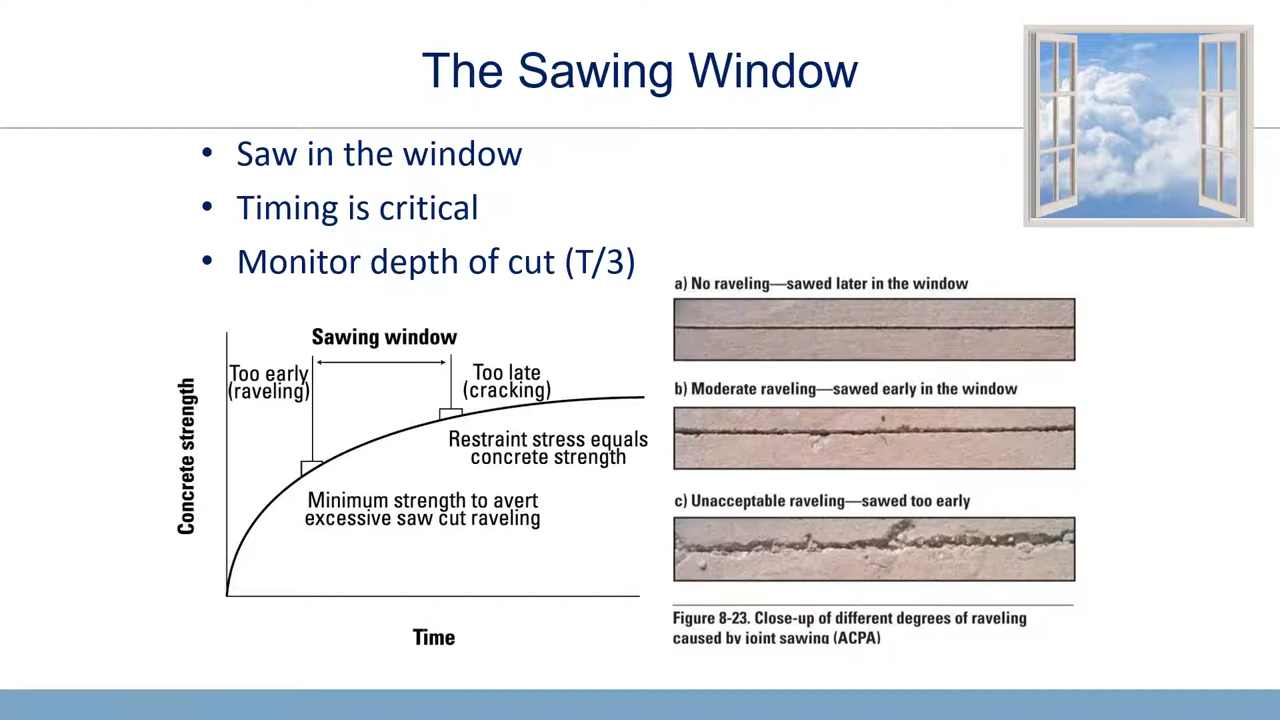 The Sawing Window
• Saw in the window
• Timing is critical
• Monitor depth of cut (T/3)
Sawing window
Too early
(raveling)
Too late
(cracking)
Restraint stress equals
concrete strength
Minimum strength to avert
excessive saw cut raveling
Concrete strength
Time
a) No raveling—sawed later in the window
b) Moderate raveling—sawed early in the window
c) Unacceptable raveling—sawed too early
Figure 8-23. Close-up of different degrees of raveling
caused by joint sawing (ACPA)